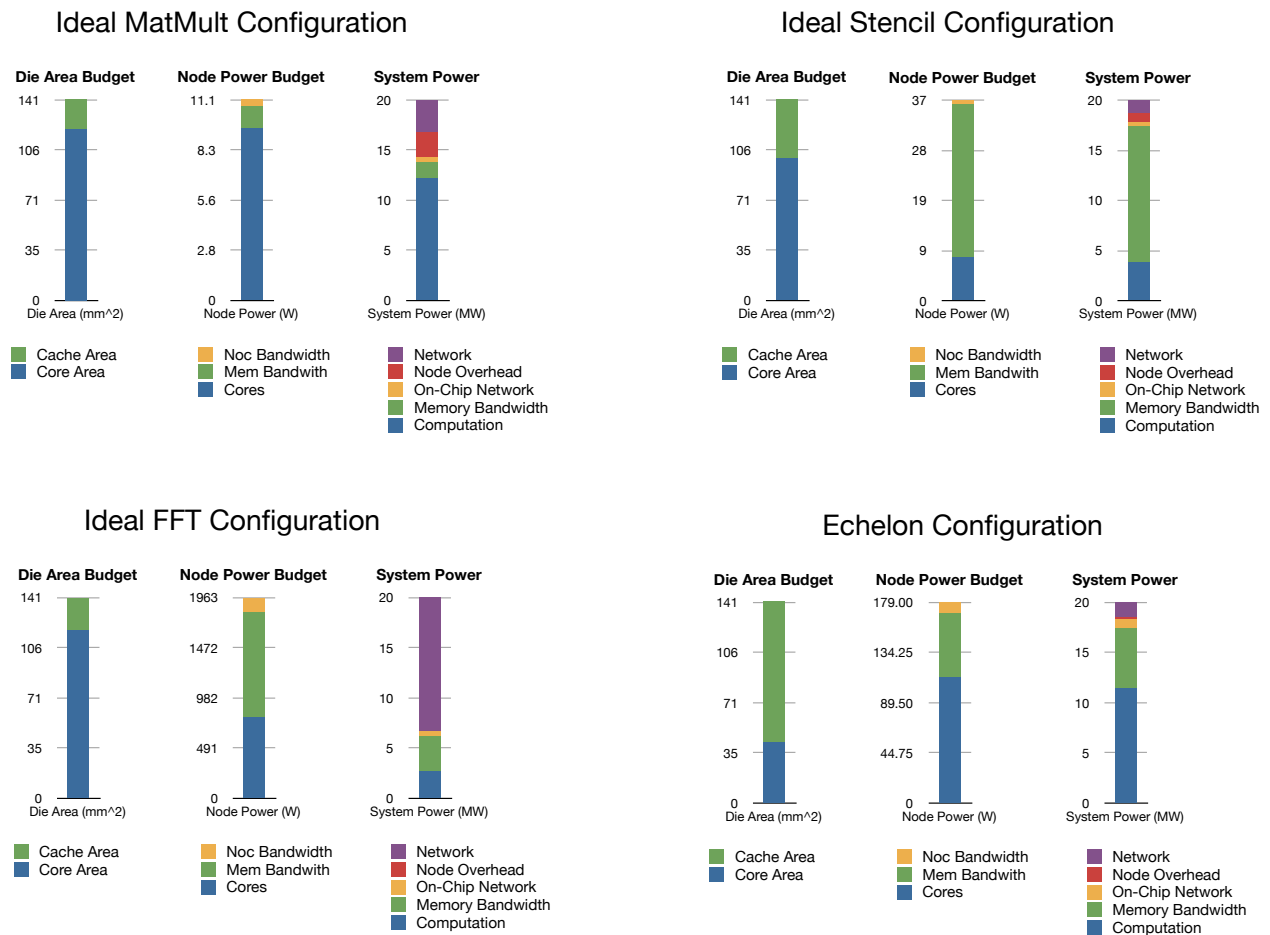 Ideal MatMult Configuration
Die Area Budget
141
106
71
35
0
Die Area (mm^2)
Cache Area
Core Area
Node Power Budget
11.1
8.3
5.6
2.8
0
Node Power (W)
Noc Bandwidth
Mem Bandwith
Cores
System Power
20
15
10
5
0
System Power (MW)
Network
Node Overhead
On-Chip Network
Memory Bandwidth
Computation
Ideal Stencil Configuration
Die Area Budget
141
106
71
35
0
Die Area (mm^2)
Cache Area
Core Area
Node Power Budget
37
28
19
9
0
Node Power (W)
Noc Bandwidth
Mem Bandwith
Cores
System Power
20
15
10
5
0
System Power (MW)
Network
Node Overhead
On-Chip Network
Memory Bandwidth
Computation
Ideal FFT Configuration
Die Area Budget
141
106
71
35
0
Die Area (mm^2)
Cache Area
Core Area
Node Power Budget
1963
1472
982
491
0
Node Power (W)
Noc Bandwidth
Mem Bandwith
Cores
System Power
20
15
10
5
0
System Power (MW)
Network
Node Overhead
On-Chip Network
Memory Bandwidth
Computation
Echelon Configuration
Die Area Budget
141
106
71
35
0
Die Area (mm^2)
Cache Area
Core Area
Node Power Budget
179.00
134.25
89.50
44.75
0
Node Power (W)
Noc Bandwidth
Mem Bandwith
Cores
System Power
20
15
10
5
0
System Power (MW)
Network
Node Overhead
On-Chip Network
Memory Bandwidth
Computation